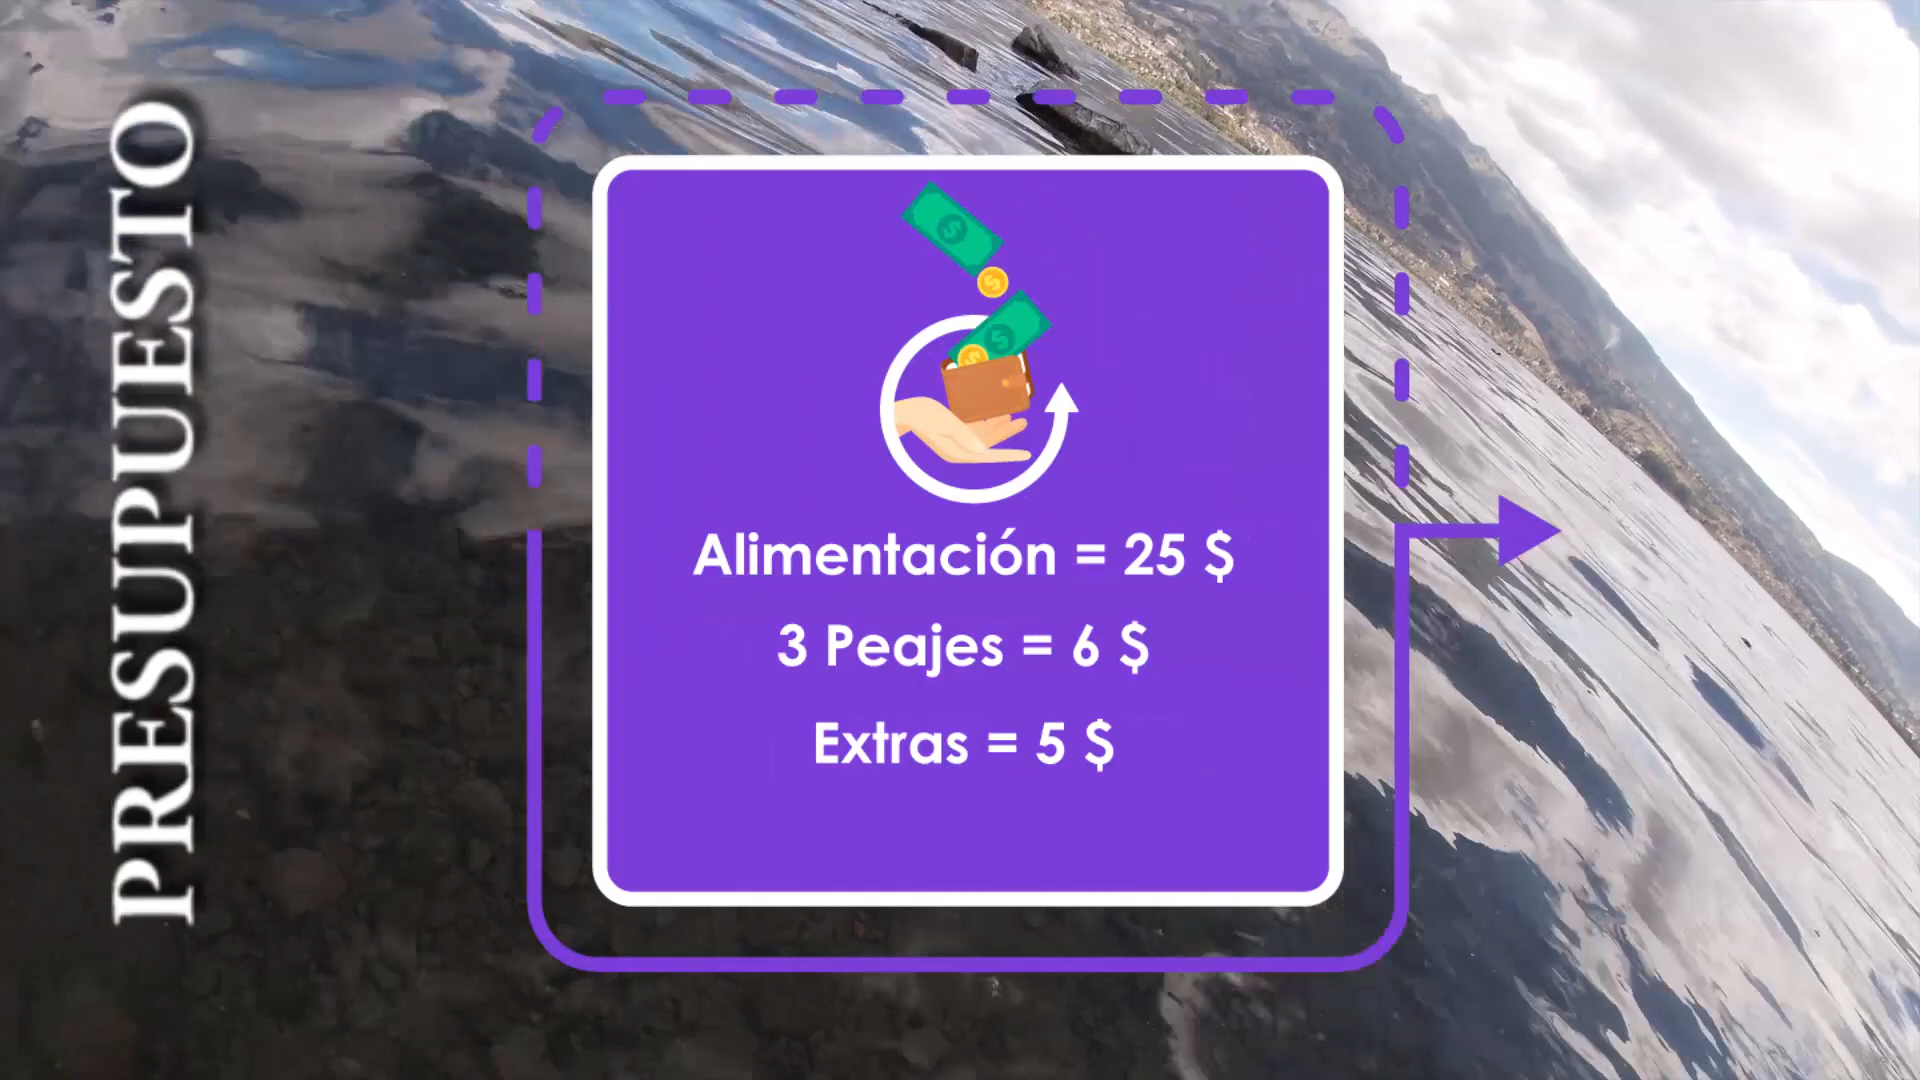 PRESUPUESTO
Alimentación = 25 $
3 Peajes = 6 $
Extras = 5 $